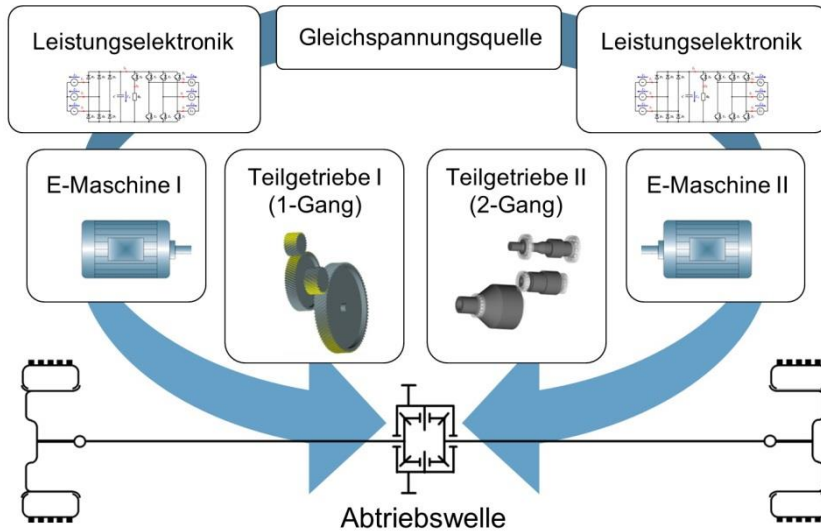 Leistungselektronik
Gleichspannungsquelle
Leistungselektronik
E-Maschine I
Teilgetriebe I
(1-Gang)
Teilgetriebe II
(2-Gang)
E-Maschine II
Abtriebswelle